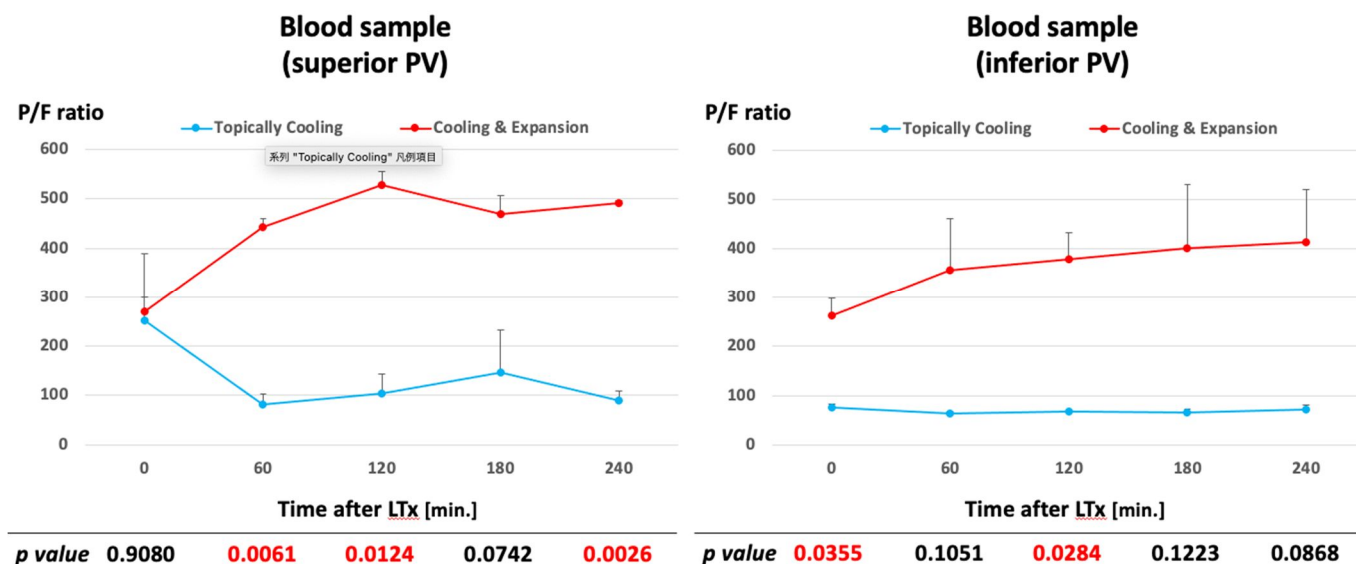 Blood sample
(superior PV)
P/F ratio
Topically Cooling
Cooling & Expansion
系列 "Topically Cooling" 凡例項目
600
500
400
300
200
100
0
0 60 120 180 240
Time after LTx [min.]
p value 0.9080 0.0061 0.0124 0.0742 0.0026
Blood sample
(inferior PV)
P/F ratio
Topically Cooling
Cooling & Expansion
600
500
400
300
200
100
0
0 60 120 180 240
Time after LTx [min.]
p value 0.0355 0.1051 0.0284 0.1223 0.0868